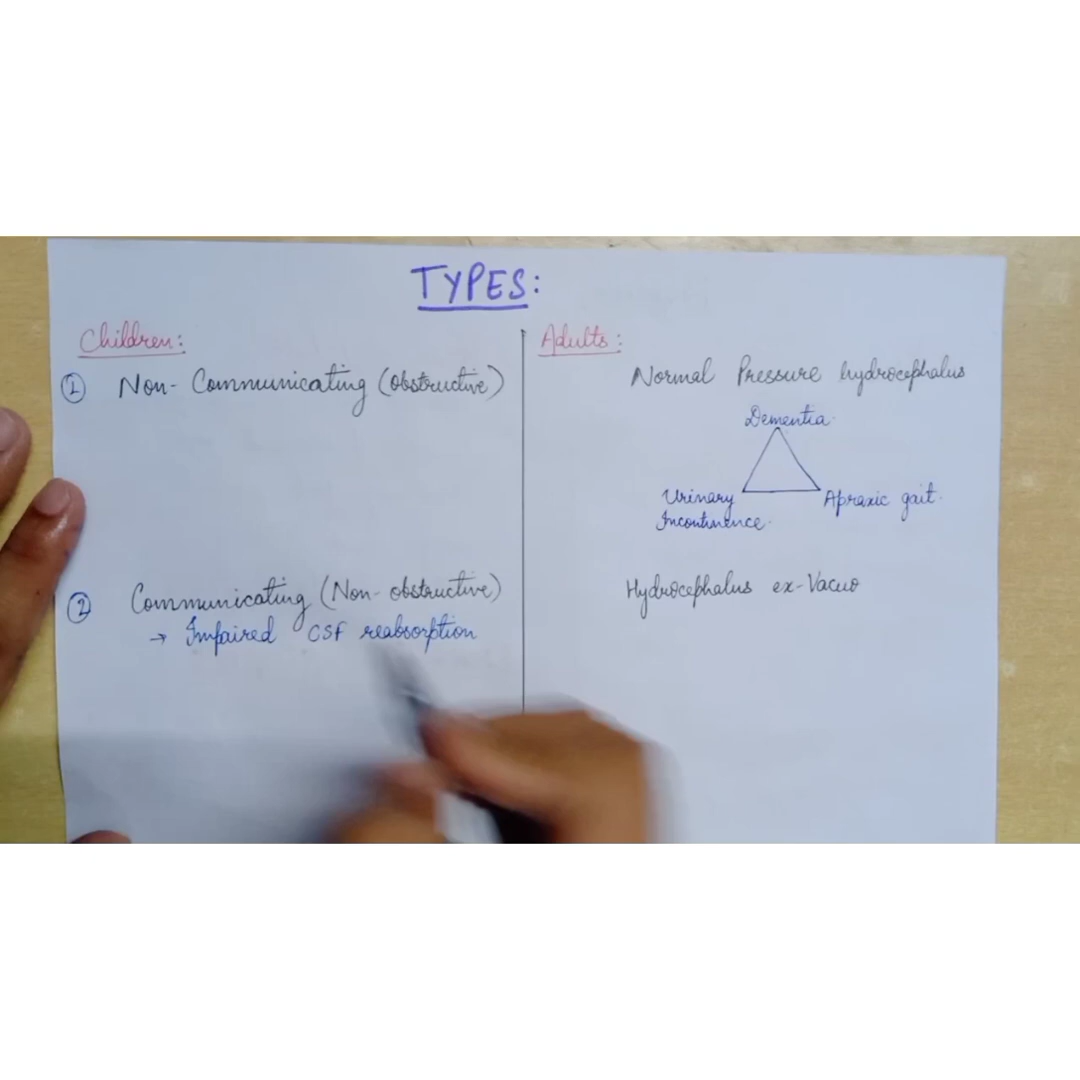 TYPES:
Children:
① Non-Communicating (Obstructive)
② Communicating (Non-obstructive)
→ Impaired CSF reabsorption
Adults:
Normal Pressure hydrocephalus
Dementia
Urinary Incontinence
Apraxic gait
Hydrocephalus ex-Vacuo